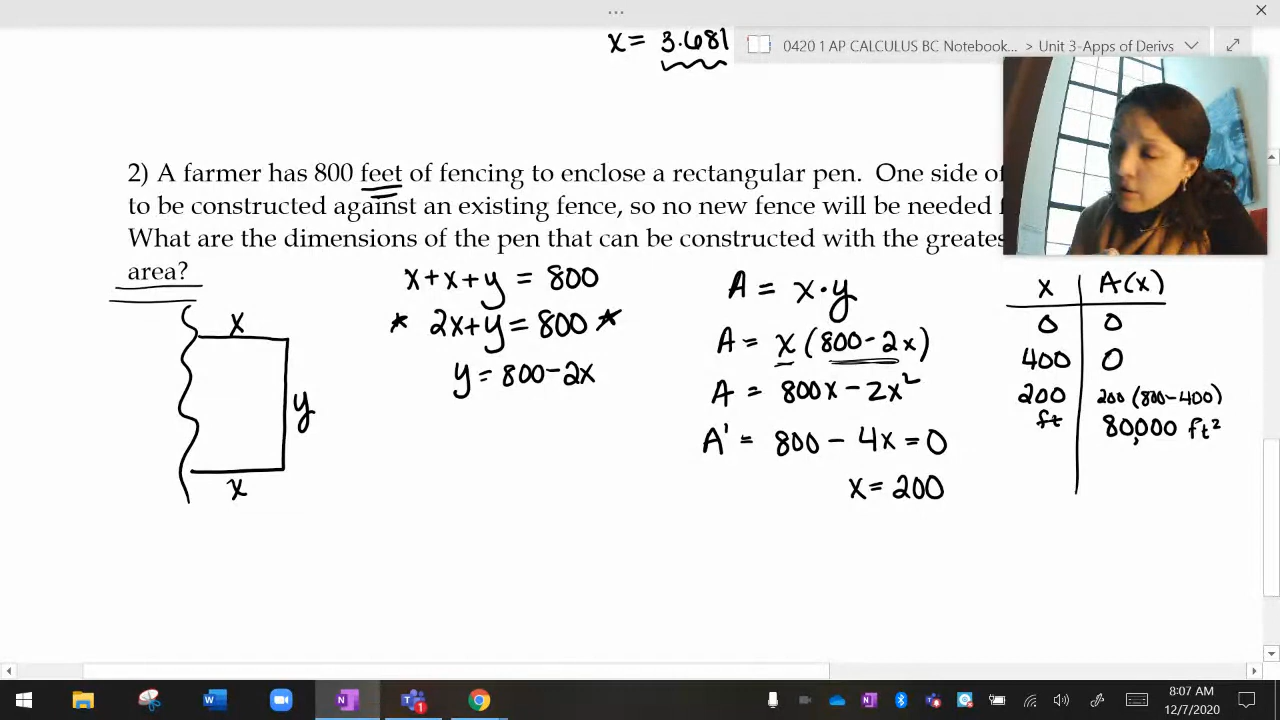 x = 3.681
0420 1 AP CALCULUS BC Notebook... > Unit 3-Apps of Derivs
2) A farmer has 800 feet of fencing to enclose a rectangular pen. One side of
to be constructed against an existing fence, so no new fence will be needed
What are the dimensions of the pen that can be constructed with the greates
area?
x
y
x
x+x+y = 800
* 2x+y = 800 *
y = 800-2x
A = x·y
A = x (800-2x)
A = 800x - 2x²
A' = 800 - 4x = 0
x = 200
x A(x)
0 0
400 0
200 200 (800-400)
ft 80,000 ft²
8:07 AM
12/7/2020